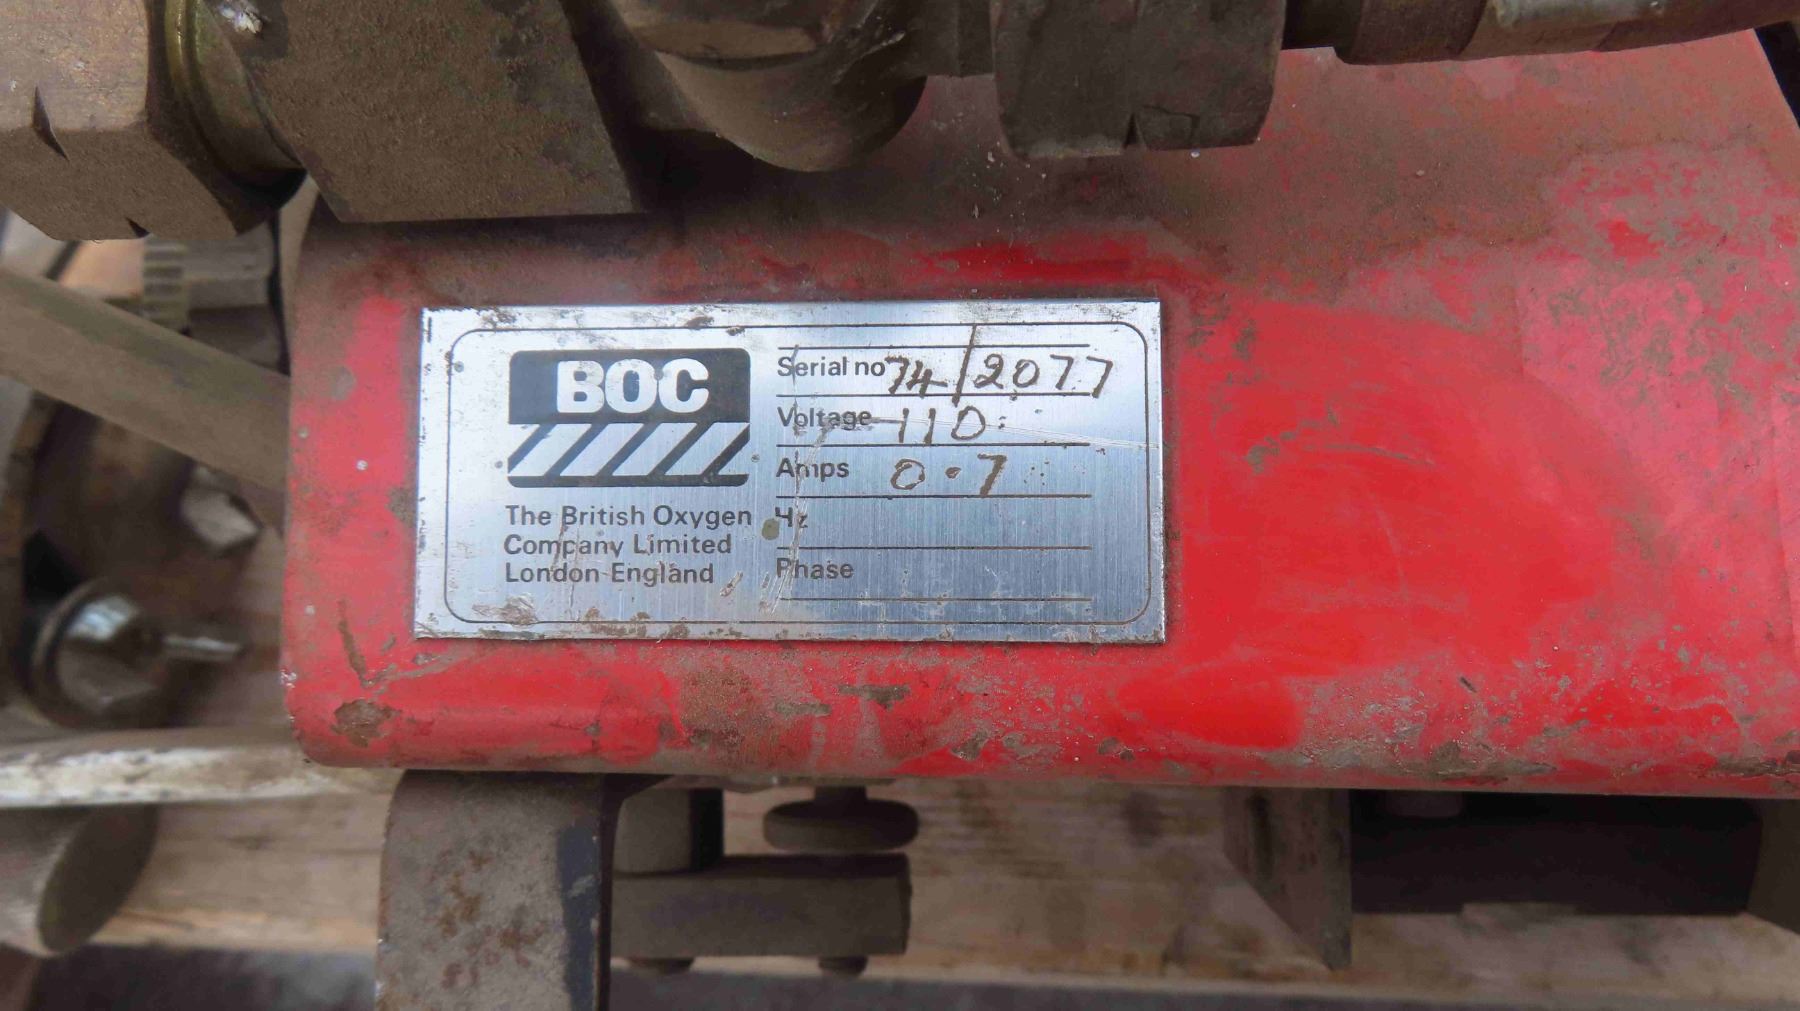 BOC
The British Oxygen
Company Limited
London England
Serial no 74/2077
Voltage 110
Amps 0.7
Hz
Phase